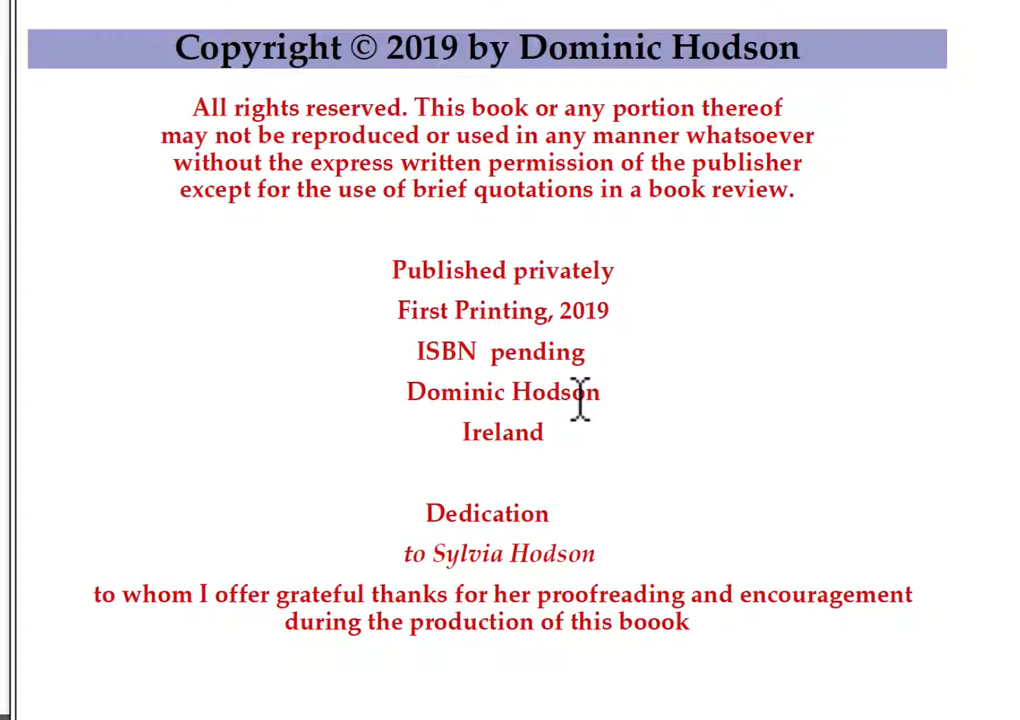 Copyright © 2019 by Dominic Hodson
All rights reserved. This book or any portion thereof
may not be reproduced or used in any manner whatsoever
without the express written permission of the publisher
except for the use of brief quotations in a book review.
Published privately
First Printing, 2019
ISBN  pending
Dominic Hodson
Ireland
Dedication
to Sylvia Hodson
to whom I offer grateful thanks for her proofreading and encouragement
during the production of this boook